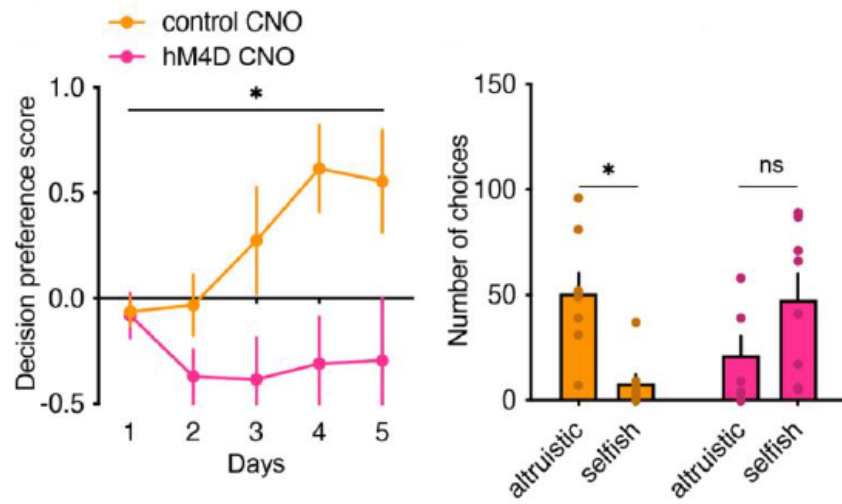 control CNO
hM4D CNO
Decision preference score
1.0
0.5
0.0
-0.5
*
1 2 3 4 5
Days
Number of choices
150
100
50
0
*
ns
altruistic
selfish
altruistic
selfish